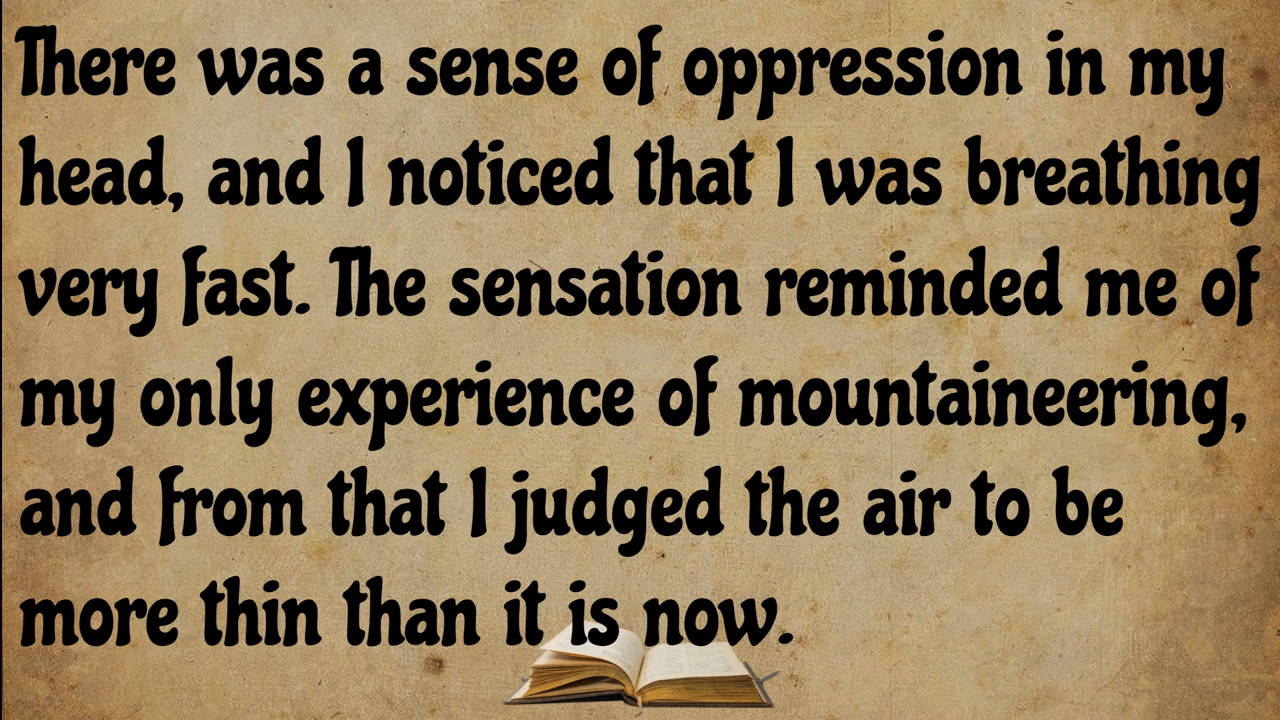 There was a sense of oppression in my
head, and I noticed that I was breathing
very fast. The sensation reminded me of
my only experience of mountaineering,
and from that I judged the air to be
more thin than it is now.